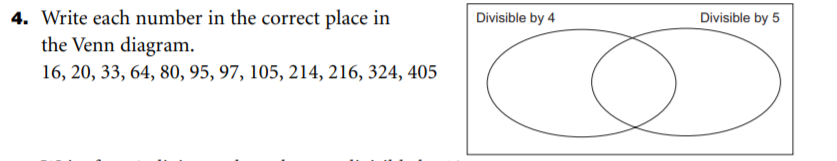 4. Write each number in the correct place in
the Venn diagram.
16, 20, 33, 64, 80, 95, 97, 105, 214, 216, 324, 405
Divisible by 4
Divisible by 5